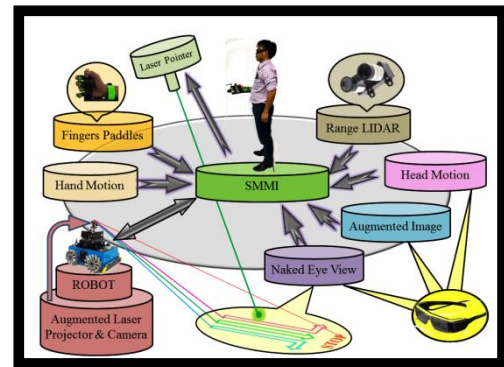 Laser Pointer
Fingers Paddles
Range LIDAR
Hand Motion
SMMI
Head Motion
Augmented Image
Naked Eye View
ROBOT
Augmented Laser
Projector & Camera
STOP